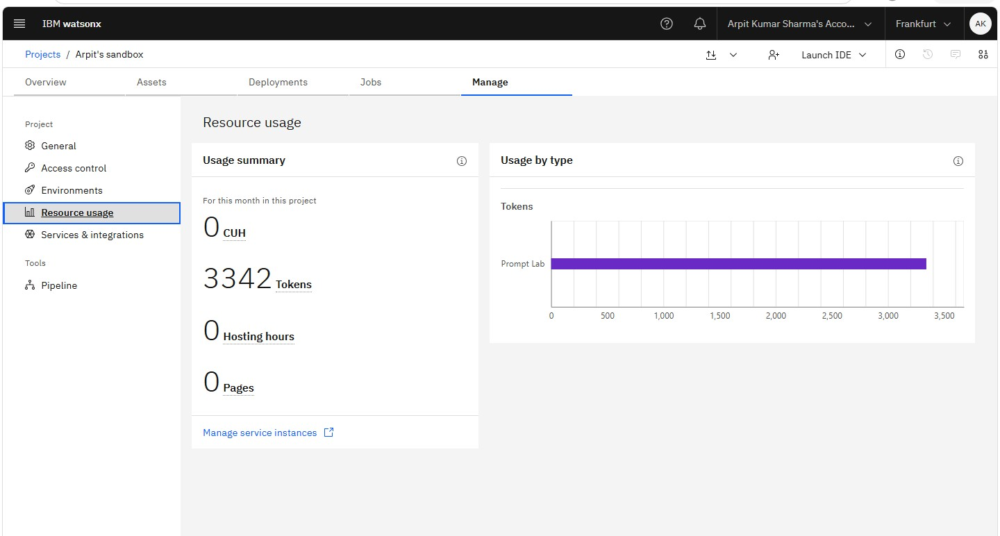 IBM watsonx
Arpit Kumar Sharma's Acco...
Frankfurt
AK
Projects / Arpit's sandbox
Launch IDE
Overview
Assets
Deployments
Jobs
Manage
Project
General
Access control
Environments
Resource usage
Services & integrations
Tools
Pipeline
Resource usage
Usage summary
For this month in this project
0 CUH
3342 Tokens
0 Hosting hours
0 Pages
Manage service instances
Usage by type
Tokens
Prompt Lab
0 500 1,000 1,500 2,000 2,500 3,000 3,500